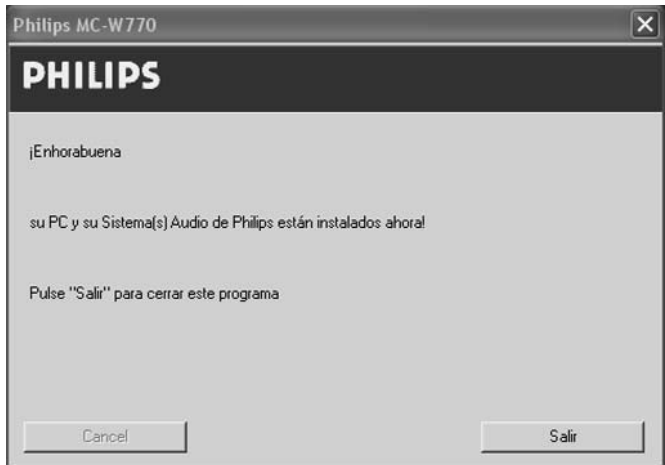 Philips MC-W770
PHILIPS
¡Enhorabuena
su PC y su Sistema(s) Audio de Philips están instalados ahora!
Pulse "Salir" para cerrar este programa
Cancel
Salir